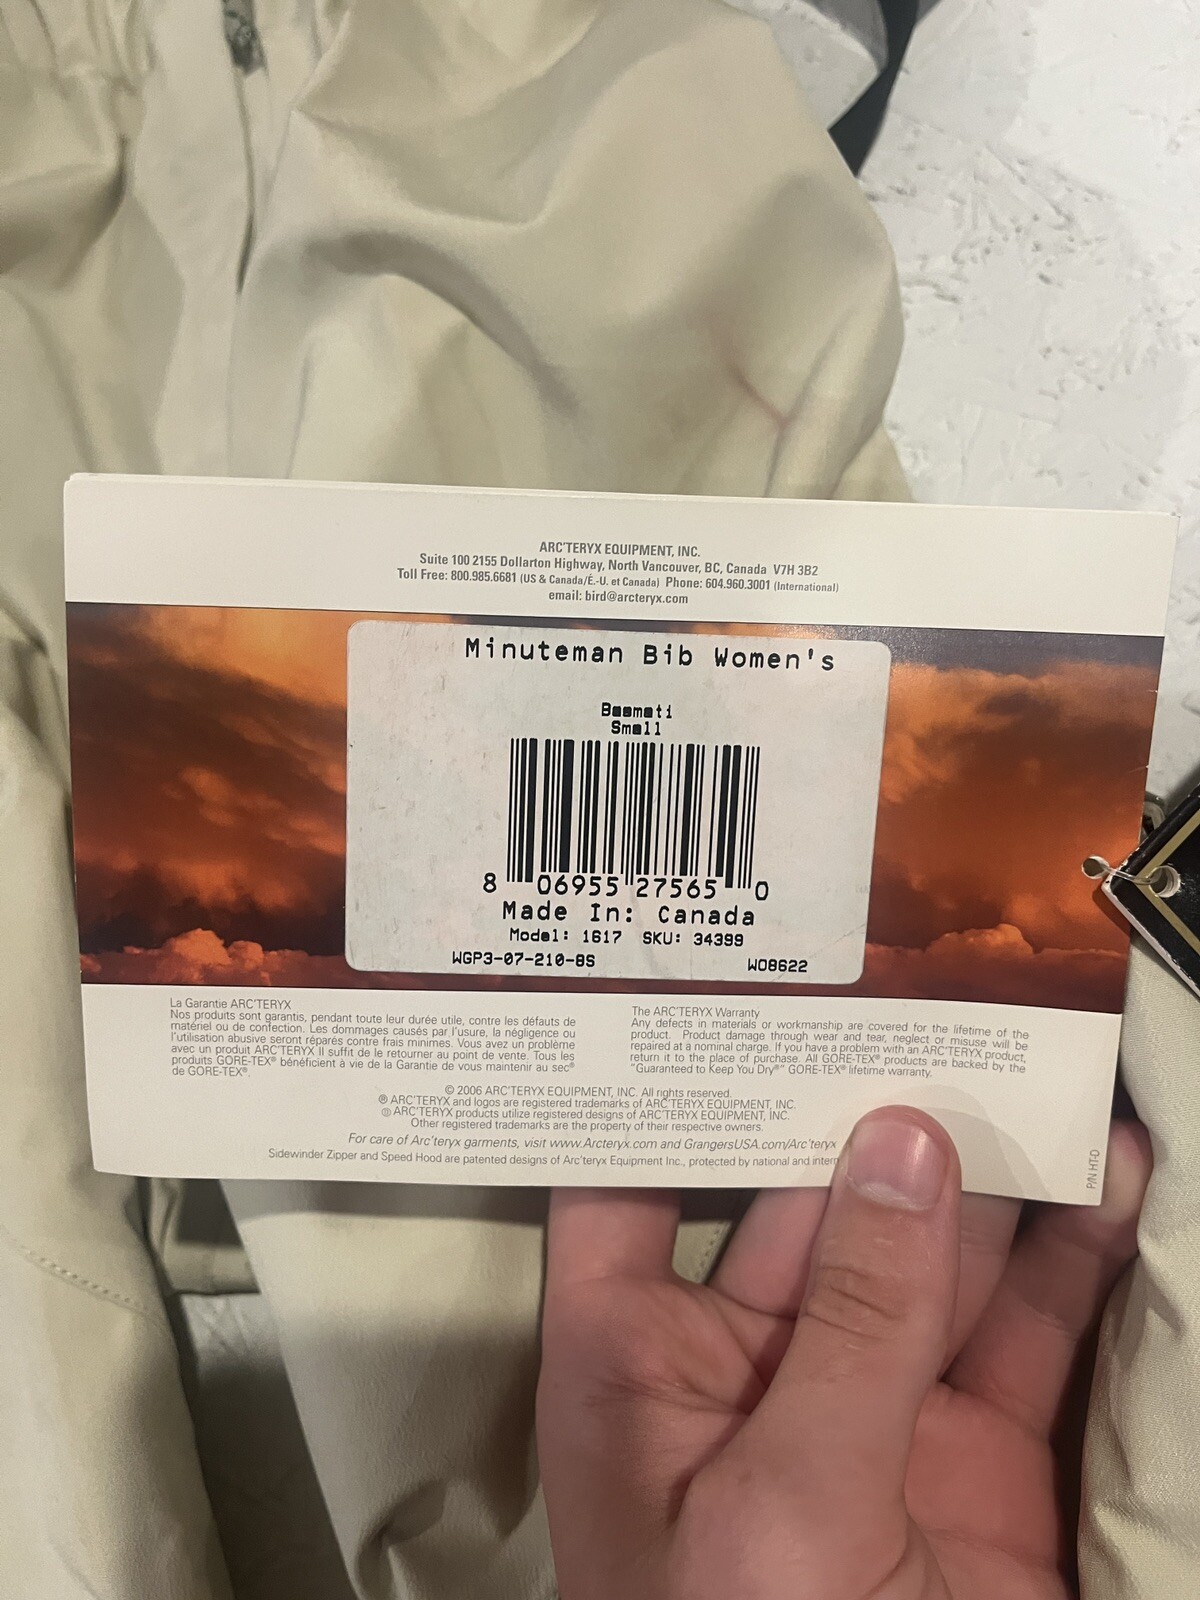 ARC'TERYX EQUIPMENT, INC.
Suite 100 2155 Dollarton Highway, North Vancouver, BC, Canada V7H 3B2
Toll Free: 800.985.6681 (US & Canada/É.-U. et Canada) Phone: 604.960.3001 (International)
email: bird@arcteryx.com
Minuteman Bib Women's
Basmati
Small
8 06955 27565 0
Made In: Canada
Model: 1617 SKU: 34399
WGP3-07-210-8S W08622
La Garantie ARC'TERYX
Nos produits sont garantis, pendant toute leur durée utile, contre les défauts de
matériel ou de confection. Les dommages causés par l'usure, la négligence ou
l'utilisation abusive seront réparés contre frais minimes. Vous avez un problème
avec un produit ARC'TERYX Il suffit de le retourner au point de vente. Tous les
produits GORE-TEX® bénéficient à vie de la Garantie de vous maintenir au sec®
de GORE-TEX®.
The ARC'TERYX Warranty
Any defects in materials or workmanship are covered for the lifetime of the
product. Product damage through wear and tear, neglect or misuse will be
repaired at a nominal charge. If you have a problem with an ARC'TERYX product,
return it to the place of purchase. All GORE-TEX® products are backed by the
"Guaranteed to Keep You Dry®" GORE-TEX® lifetime warranty.
© 2006 ARC'TERYX EQUIPMENT, INC. All rights reserved.
® ARC'TERYX and logos are registered trademarks of ARC'TERYX EQUIPMENT, INC.
Ⓓ ARC'TERYX products utilize registered designs of ARC'TERYX EQUIPMENT, INC.
Other registered trademarks are the property of their respective owners.
For care of Arc'teryx garments, visit www.Arcteryx.com and GrangersUSA.com/Arc'teryx
Sidewinder Zipper and Speed Hood are patented designs of Arc'teryx Equipment Inc., protected by national and intern
P/N HT-D